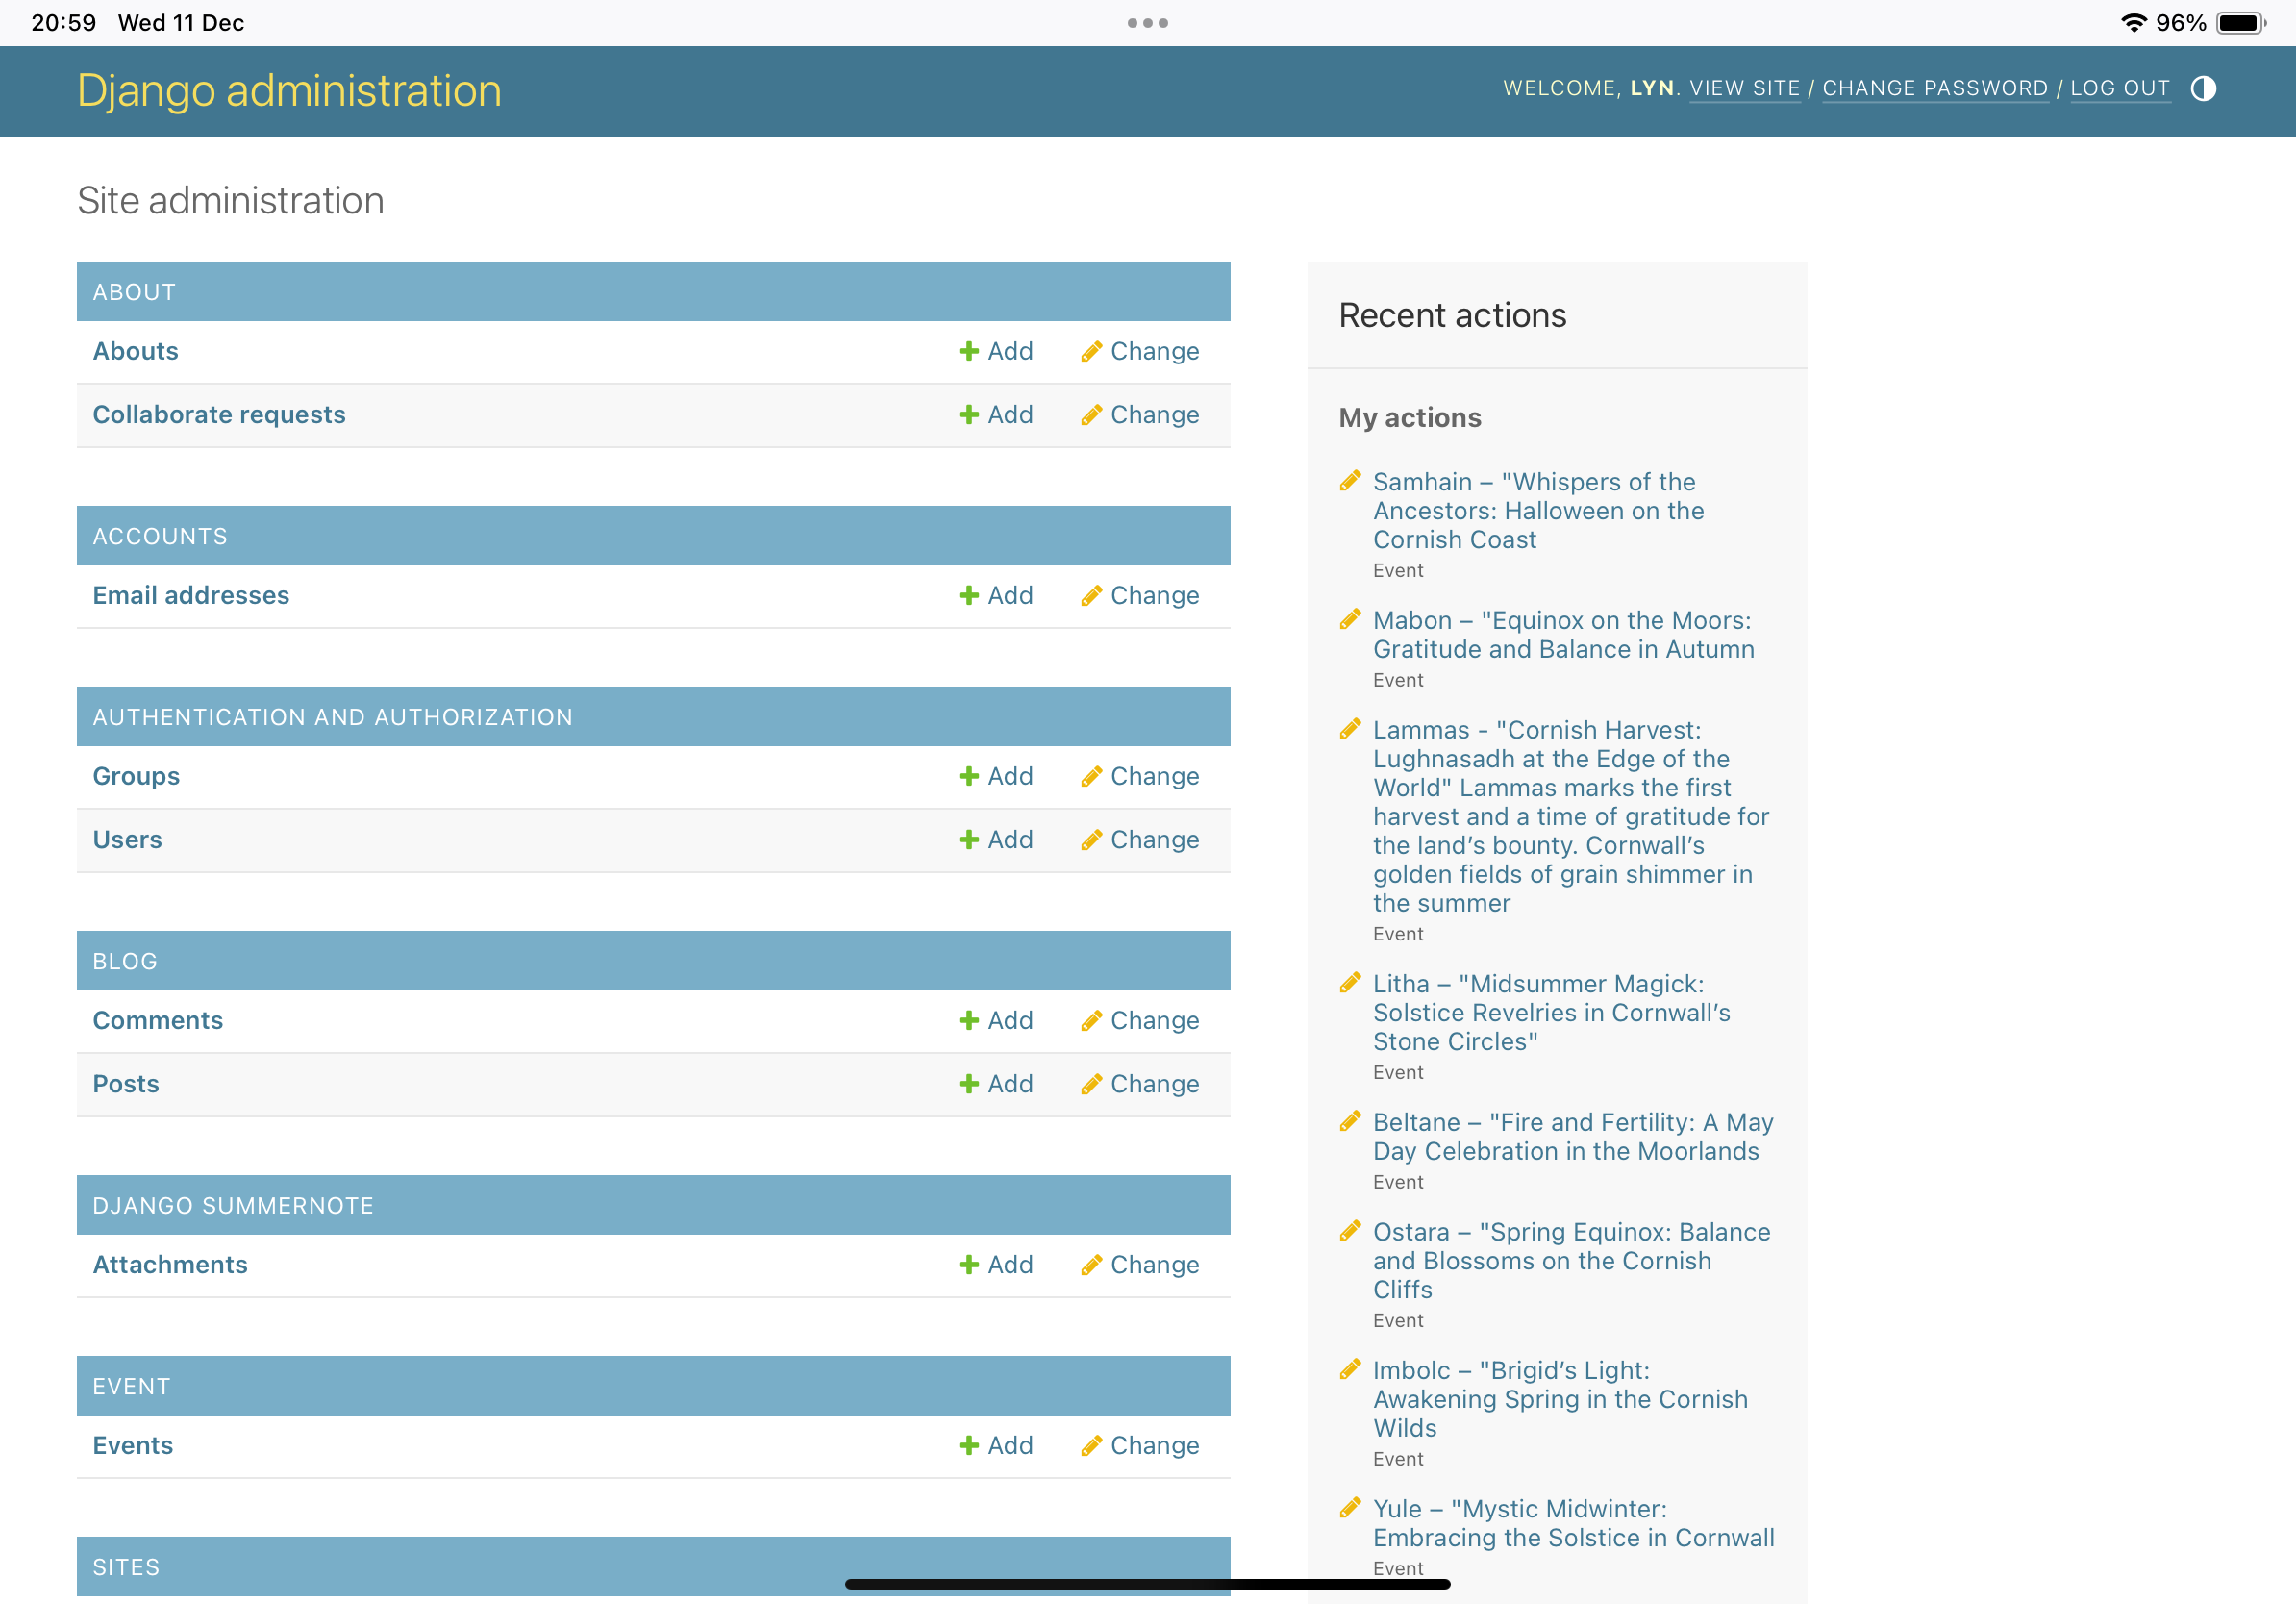 20:59 Wed 11 Dec
96%
Django administration
WELCOME, LYN. VIEW SITE / CHANGE PASSWORD / LOG OUT
Site administration
ABOUT
Abouts Add Change
Collaborate requests Add Change
ACCOUNTS
Email addresses Add Change
AUTHENTICATION AND AUTHORIZATION
Groups Add Change
Users Add Change
BLOG
Comments Add Change
Posts Add Change
DJANGO SUMMERNOTE
Attachments Add Change
EVENT
Events Add Change
SITES
Recent actions
My actions
Samhain – "Whispers of the
Ancestors: Halloween on the
Cornish Coast
Event
Mabon – "Equinox on the Moors:
Gratitude and Balance in Autumn
Event
Lammas - "Cornish Harvest:
Lughnasadh at the Edge of the
World" Lammas marks the first
harvest and a time of gratitude for
the land’s bounty. Cornwall’s
golden fields of grain shimmer in
the summer
Event
Litha – "Midsummer Magick:
Solstice Revelries in Cornwall’s
Stone Circles"
Event
Beltane – "Fire and Fertility: A May
Day Celebration in the Moorlands
Event
Ostara – "Spring Equinox: Balance
and Blossoms on the Cornish
Cliffs
Event
Imbolc – "Brigid’s Light:
Awakening Spring in the Cornish
Wilds
Event
Yule – "Mystic Midwinter:
Embracing the Solstice in Cornwall
Event